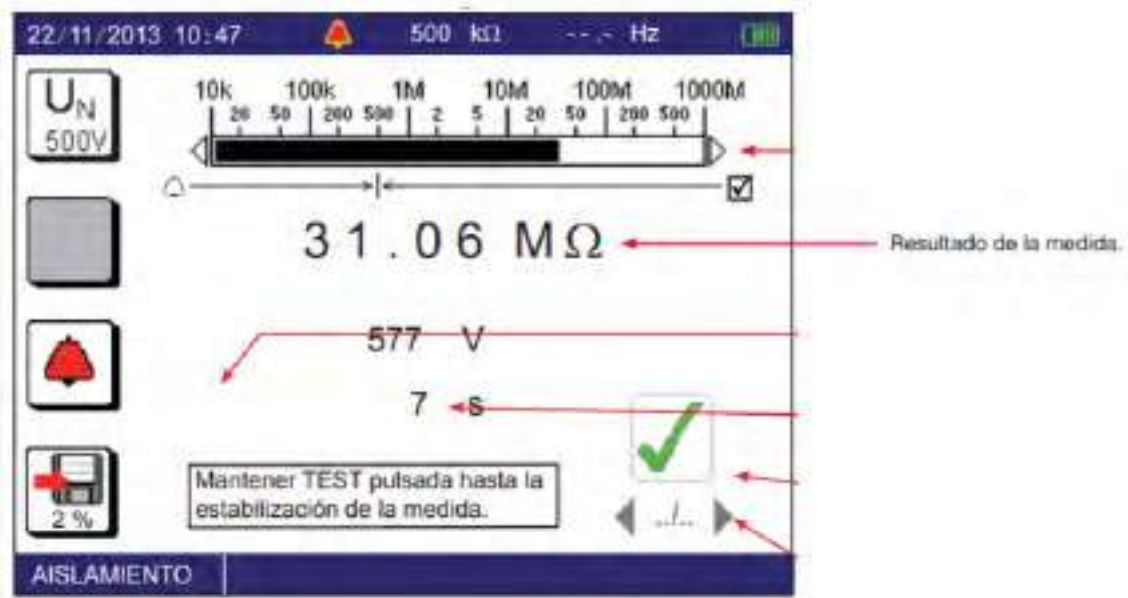 22/11/2013 10:47 500 kΩ --.- Hz
10k 100k 1M 10M 100M 1000M
20 50 200 500 2 5 20 50 200 500
U_N
500V
31.06 MΩ
Resultado de la medida.
577 V
7 s
Mantener TEST pulsada hasta la
estabilización de la medida.
2 %
../..
AISLAMIENTO